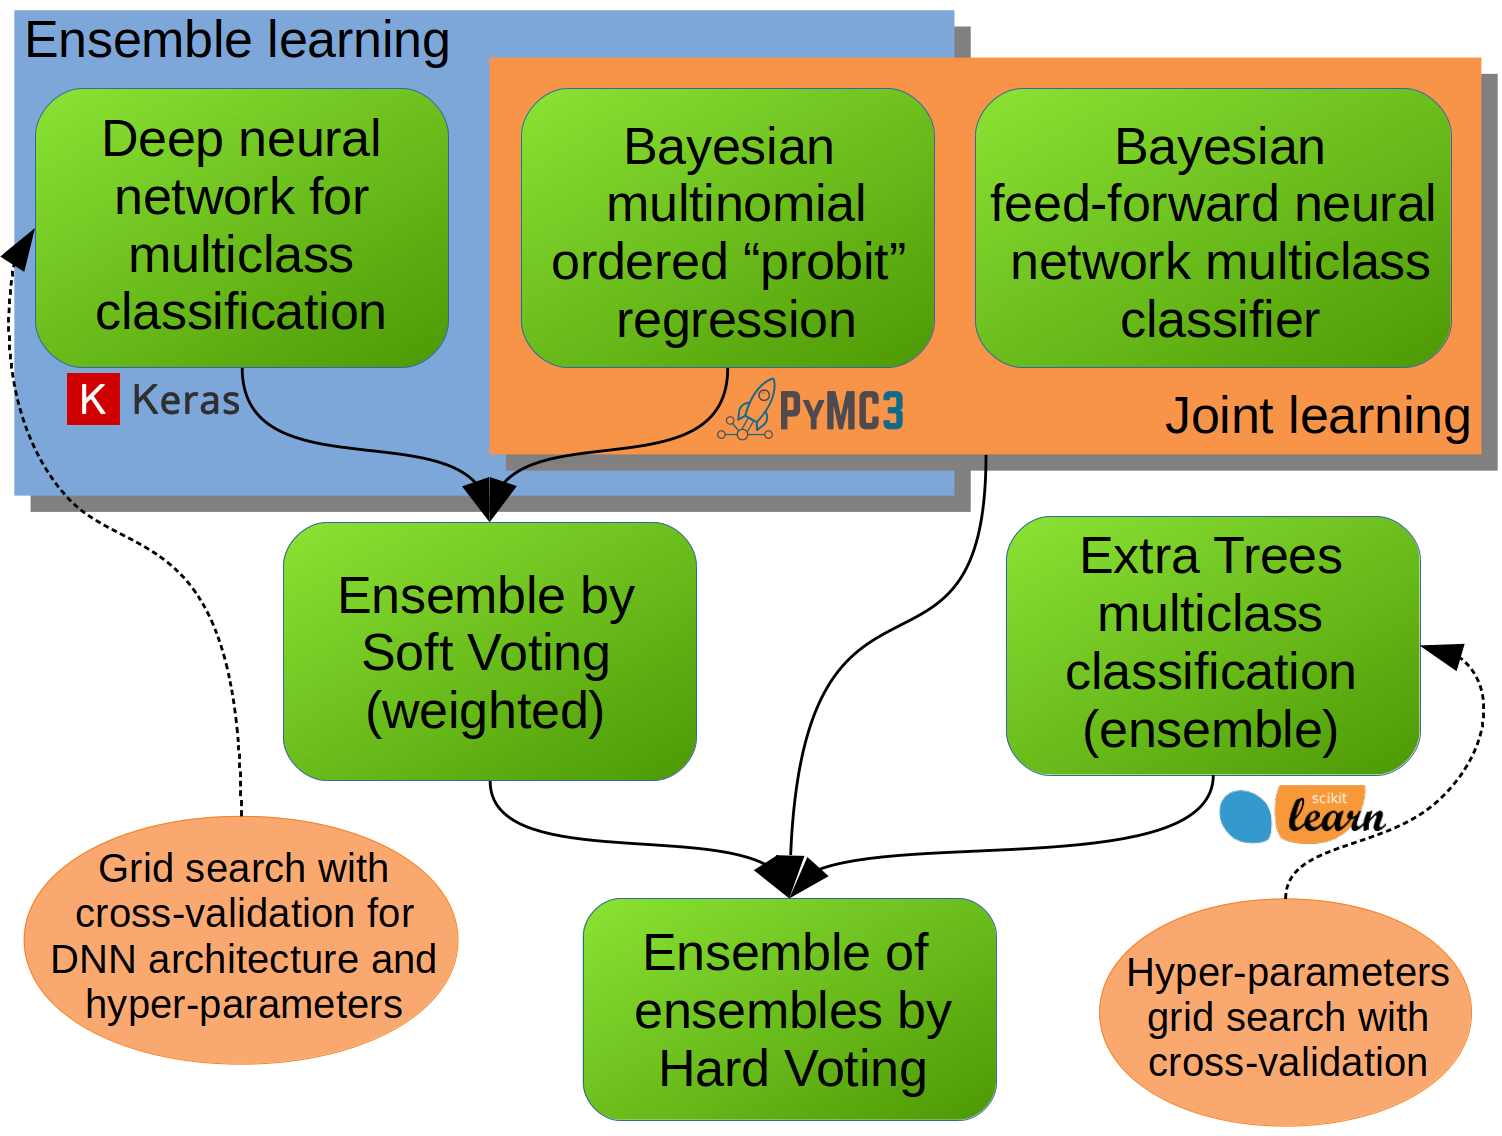 Ensemble learning
Deep neural
network for
multiclass
classification
Bayesian
multinomial
ordered “probit”
regression
Bayesian
feed-forward neural
network multiclass
classifier
K Keras
PyMC3
Joint learning
Ensemble by
Soft Voting
(weighted)
Extra Trees
multiclass
classification
(ensemble)
scikit
learn
Grid search with
cross-validation for
DNN architecture and
hyper-parameters
Ensemble of
ensembles by
Hard Voting
Hyper-parameters
grid search with
cross-validation